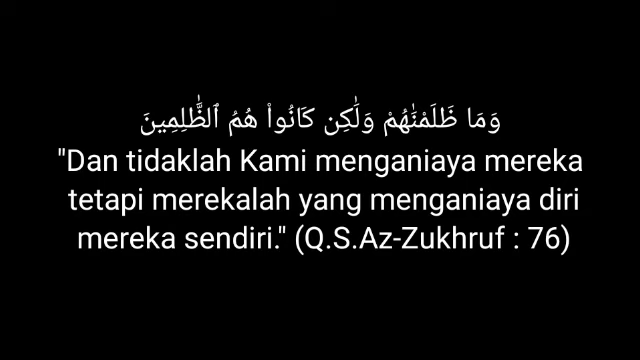 وَمَا ظَلَمْنَٰهُمْ وَلَٰكِن كَانُوا۟ هُمُ ٱلظَّٰلِمِينَ
"Dan tidaklah Kami menganiaya mereka
tetapi merekalah yang menganiaya diri
mereka sendiri." (Q.S.Az-Zukhruf : 76)